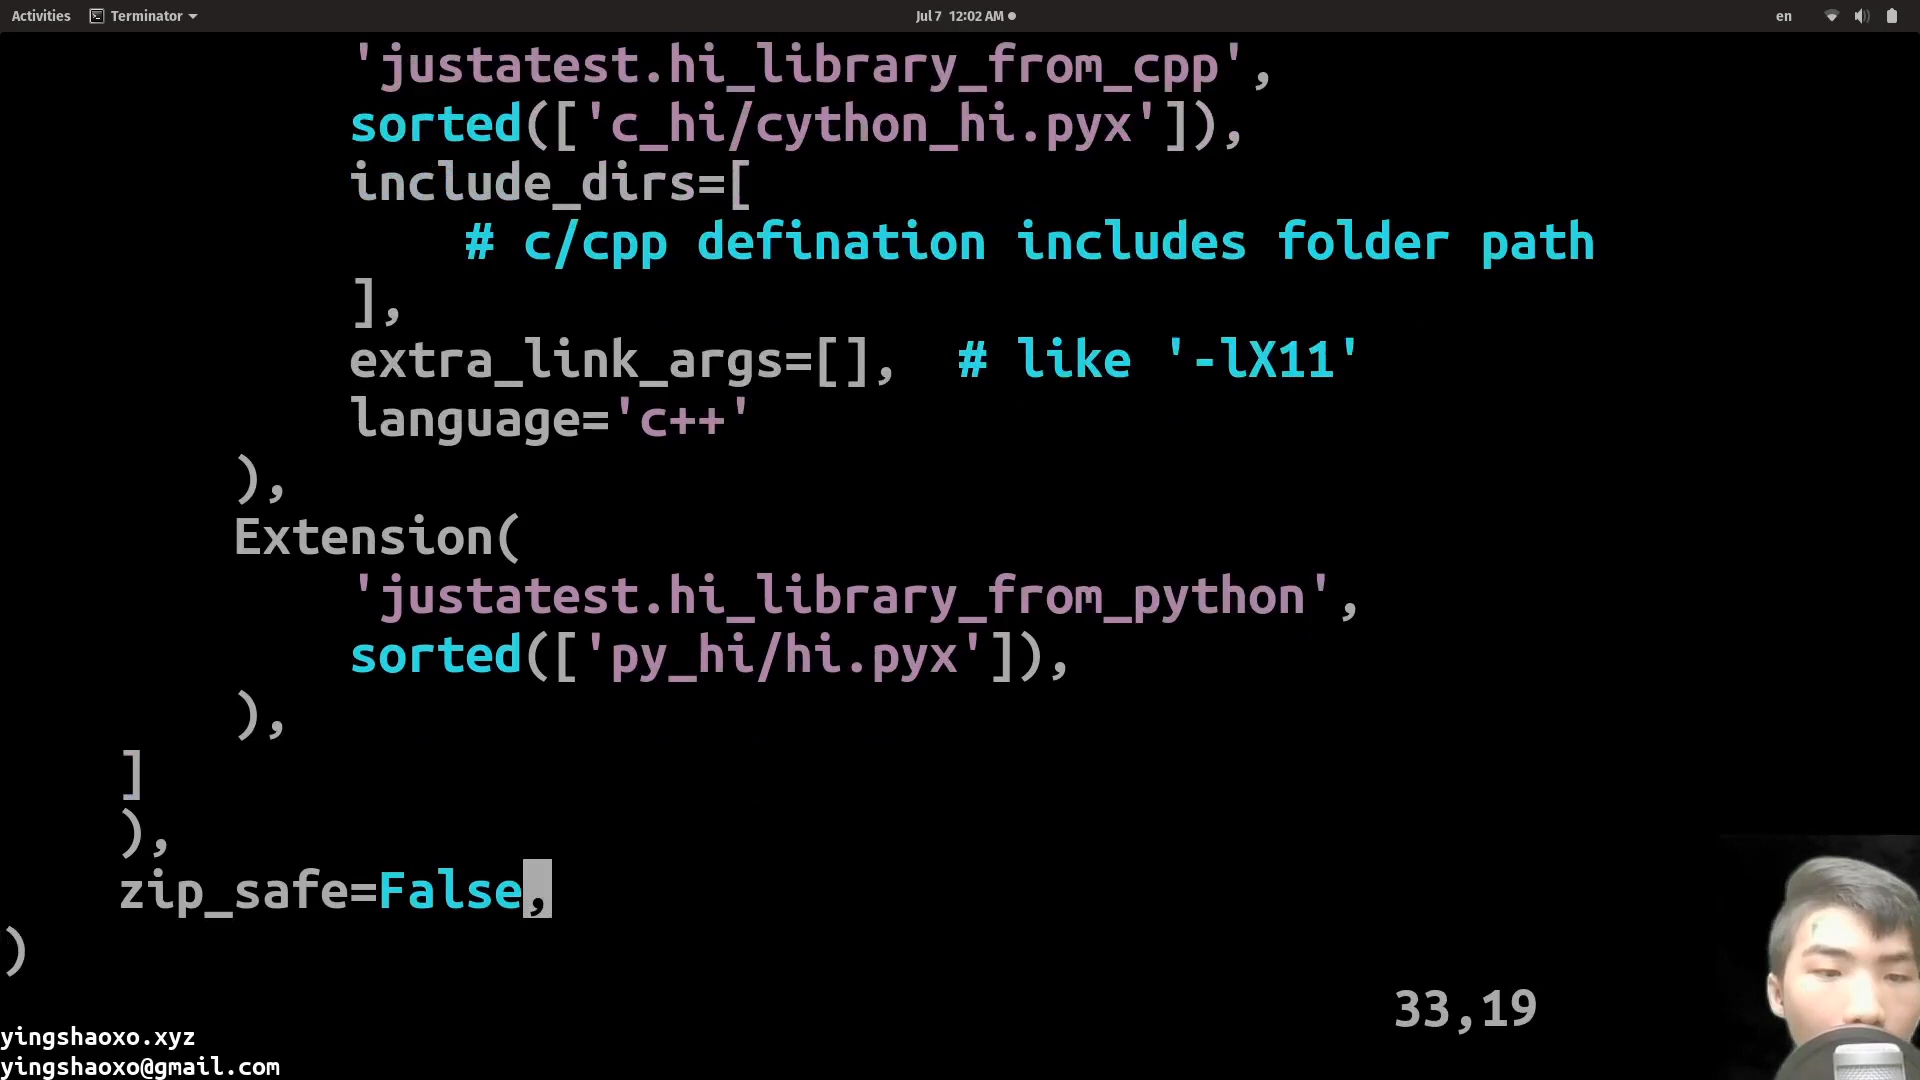 Activities Terminator Jul 7 12:02 AM en
'justatest.hi_library_from_cpp',
sorted(['c_hi/cython_hi.pyx']),
include_dirs=[
# c/cpp defination includes folder path
],
extra_link_args=[], # like '-lX11'
language='c++'
),
Extension(
'justatest.hi_library_from_python',
sorted(['py_hi/hi.pyx']),
),
]
),
zip_safe=False,
)
33,19
yingshaoxo.xyz
yingshaoxo@gmail.com